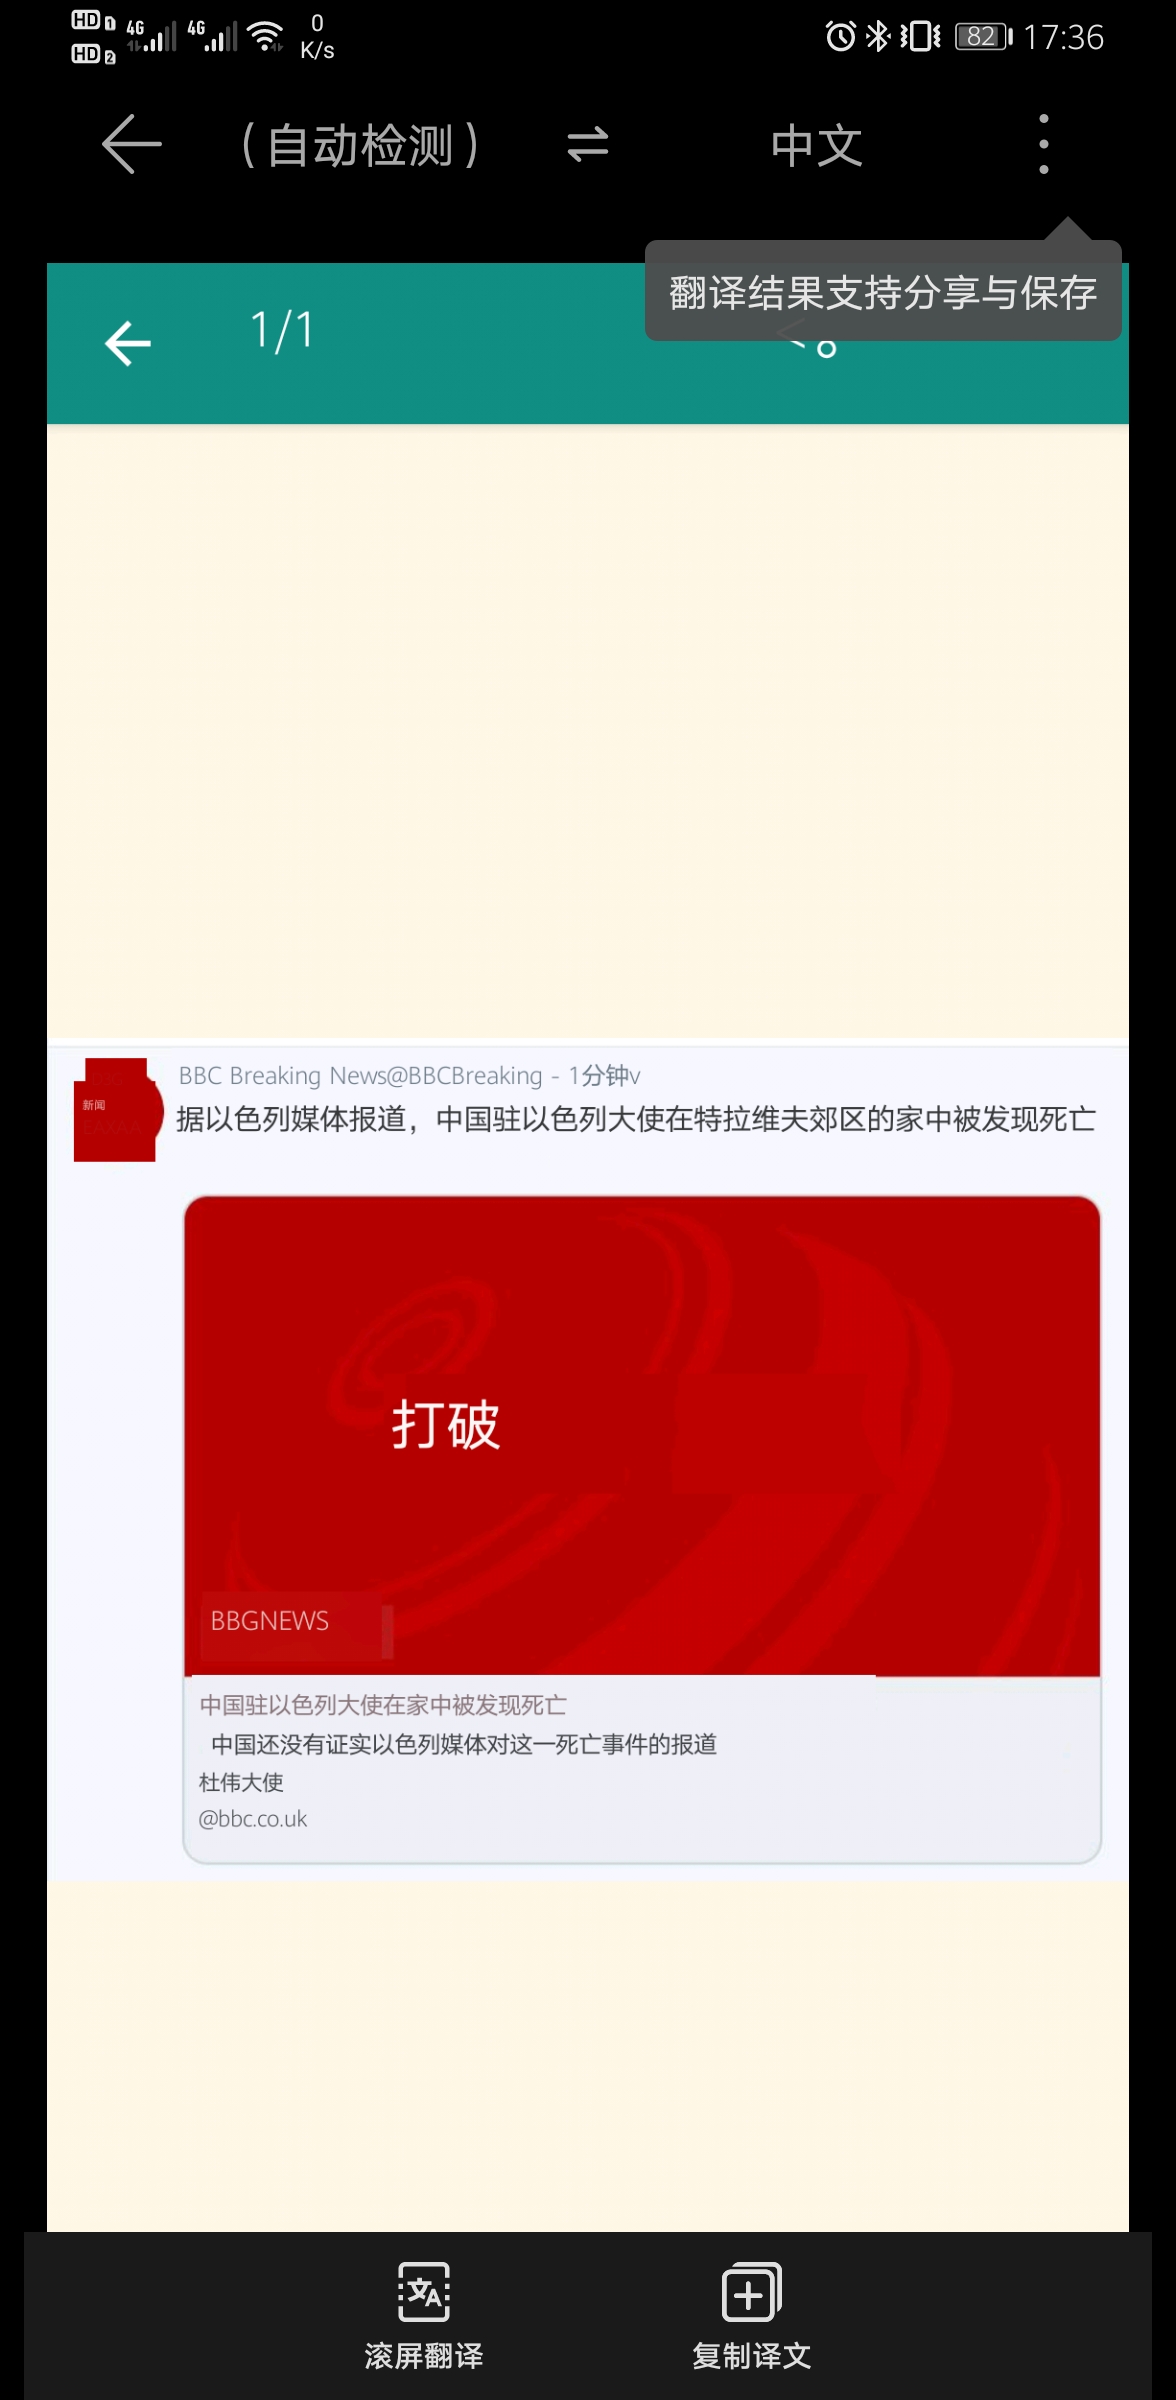 HD 1 4G 4G 0
HD 2 K/s
82 17:36
(自动检测) 中文
翻译结果支持分享与保存
1/1
BBC Breaking News@BBCBreaking - 1分钟v
新闻
据以色列媒体报道，中国驻以色列大使在特拉维夫郊区的家中被发现死亡
打破
BBGNEWS
中国驻以色列大使在家中被发现死亡
中国还没有证实以色列媒体对这一死亡事件的报道
杜伟大使
@bbc.co.uk
滚屏翻译 复制译文